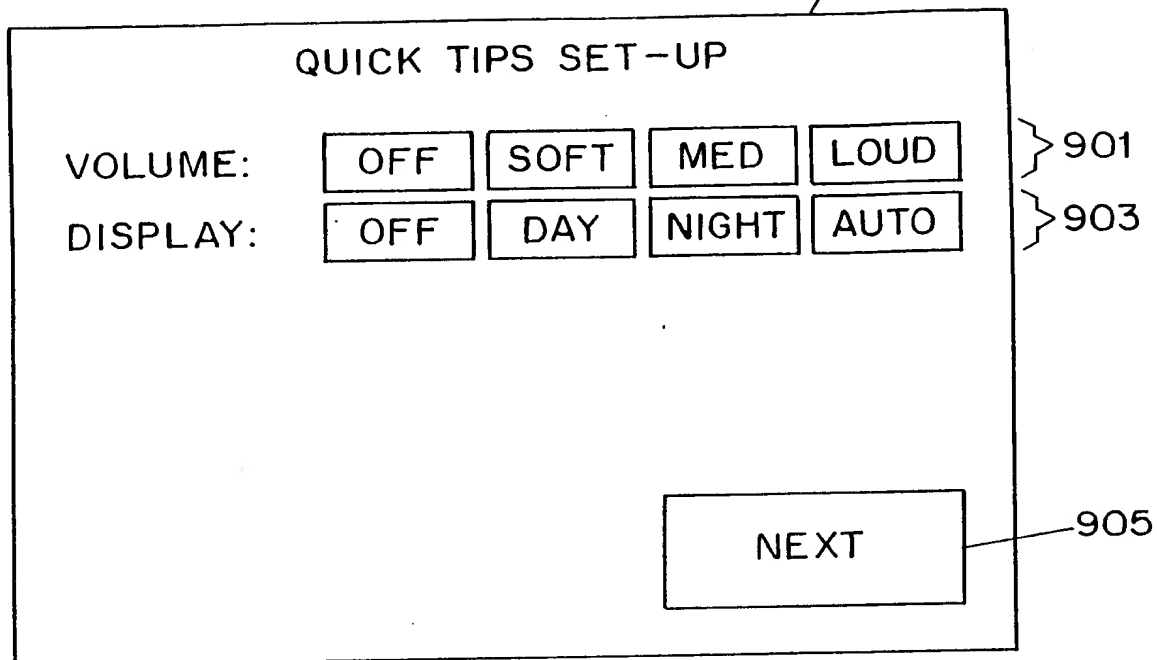 QUICK TIPS SET-UP
VOLUME: OFF SOFT MED LOUD 901
DISPLAY: OFF DAY NIGHT AUTO 903
NEXT 905